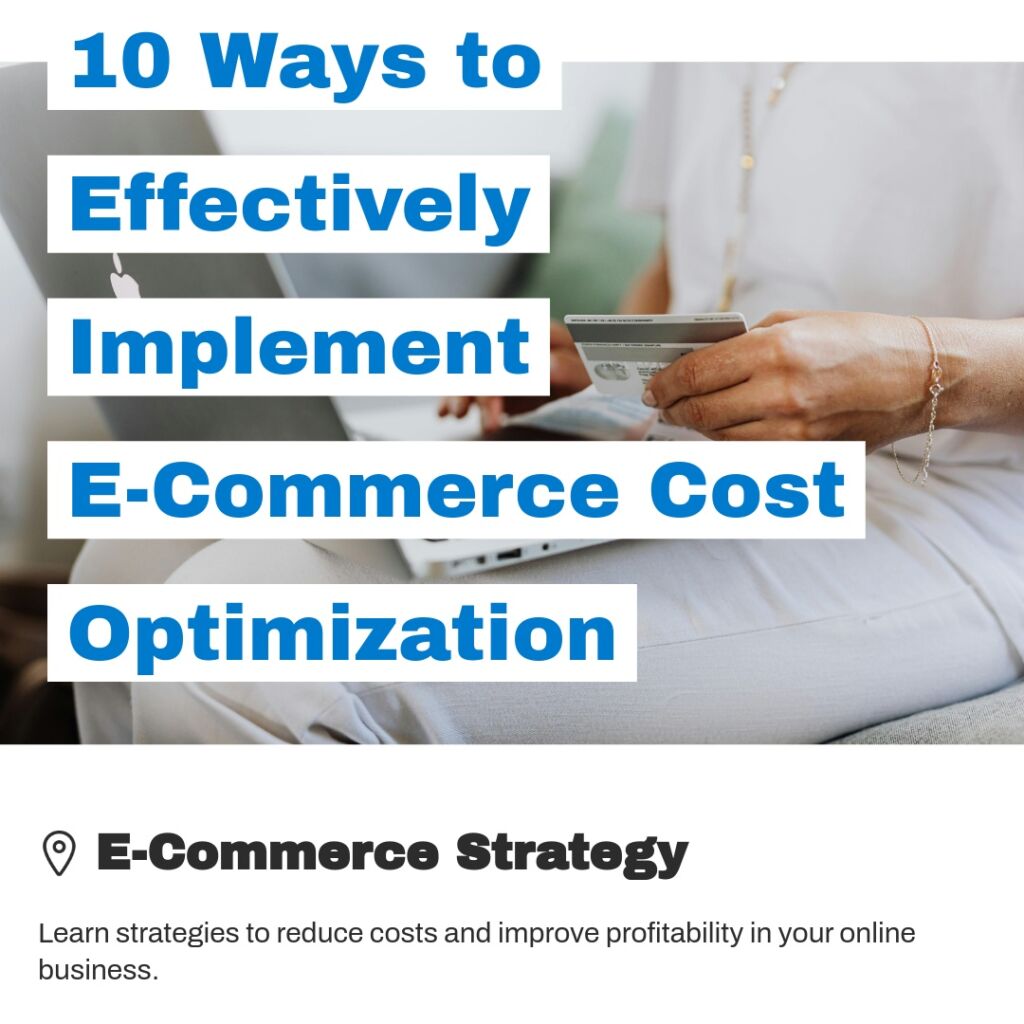 10 Ways to
Effectively
Implement
E-Commerce Cost
Optimization
E-Commerce Strategy
Learn strategies to reduce costs and improve profitability in your online
business.